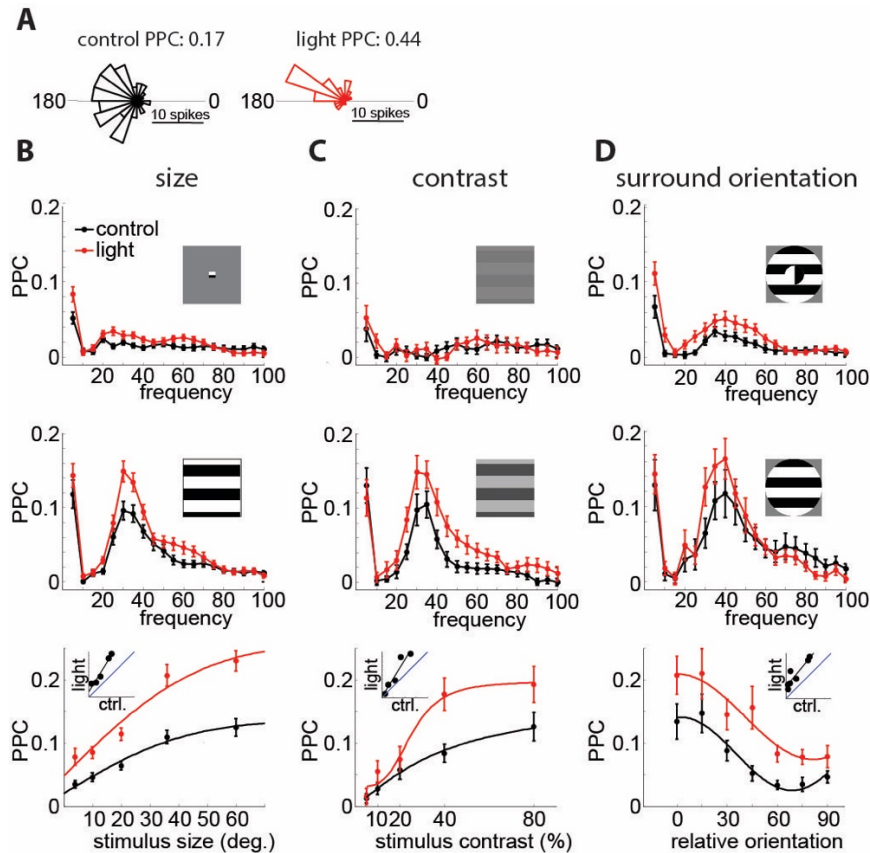 A
control PPC: 0.17
light PPC: 0.44
180 0
10 spikes
180 0
10 spikes
B C D
size contrast surround orientation
0.2 0.2 0.2
control
light
PPC PPC PPC
0.1 0.1 0.1
0 0 0
20 40 60 80 100 20 40 60 80 100 20 40 60 80 100
frequency frequency frequency
0.2 0.2 0.2
PPC PPC PPC
0.1 0.1 0.1
0 0 0
20 40 60 80 100 20 40 60 80 100 20 40 60 80 100
frequency frequency frequency
light light light
ctrl. ctrl. ctrl.
0.2 0.2 0.2
PPC PPC PPC
0.1 0.1 0.1
0 0 0
10 20 30 40 50 60 10 20 40 60 80 0 30 60 90
stimulus size (deg.) stimulus contrast (%) relative orientation